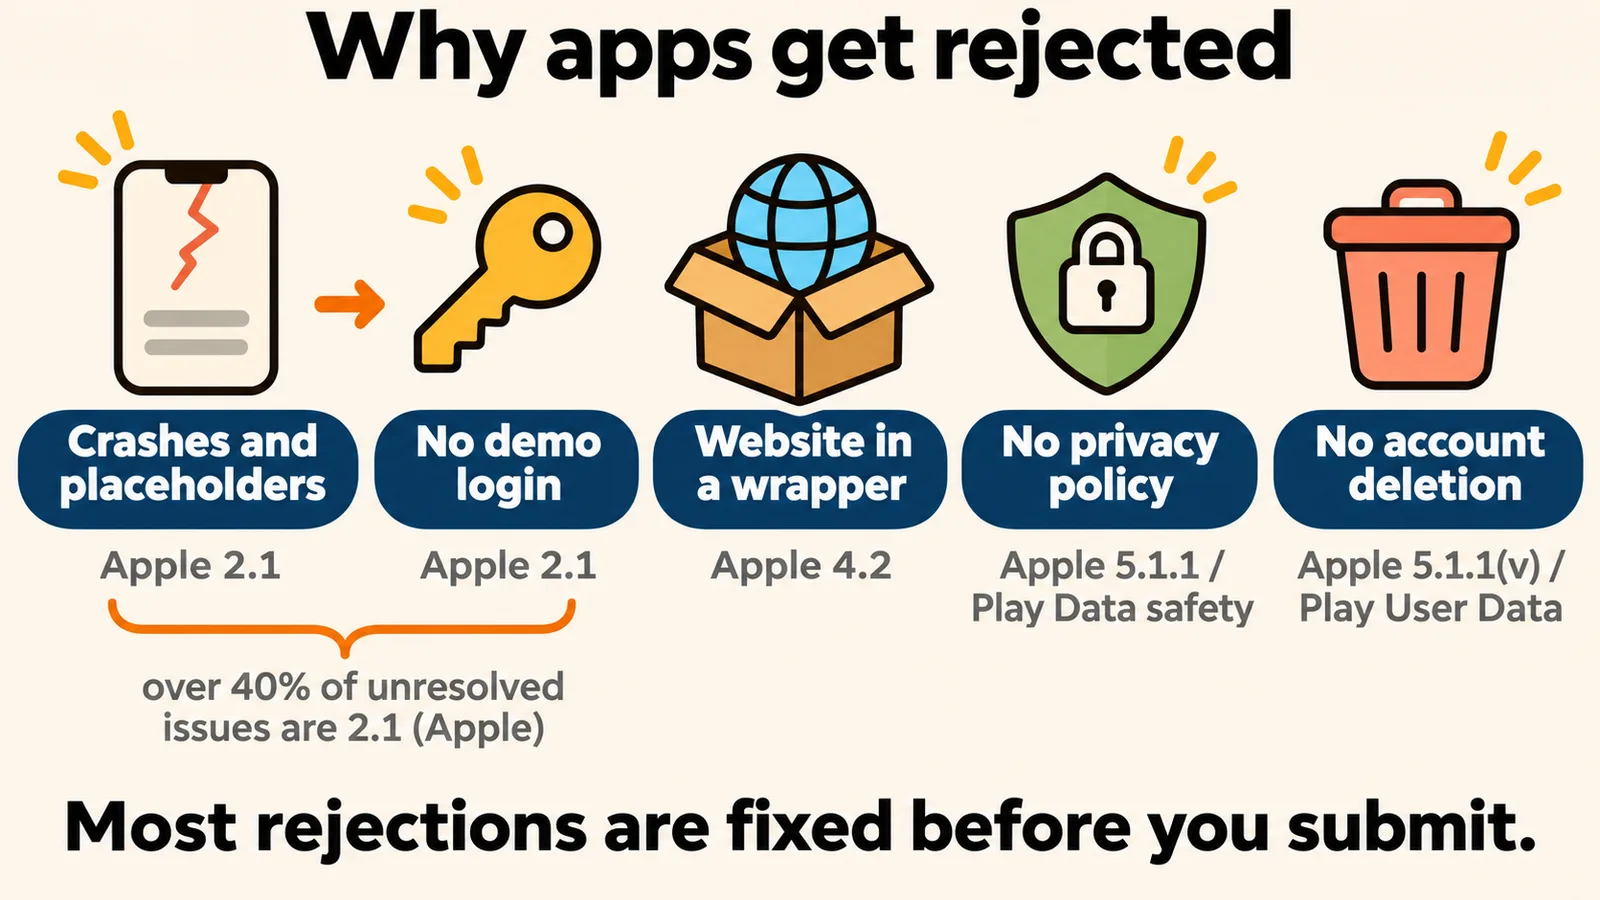 Why apps get rejected
Crashes and
placeholders
No demo
login
Website in
a wrapper
No privacy
policy
No account
deletion
Apple 2.1
Apple 2.1
Apple 4.2
Apple 5.1.1 /
Play Data safety
Apple 5.1.1(v) /
Play User Data
over 40% of unresolved
issues are 2.1 (Apple)
Most rejections are fixed before you submit.